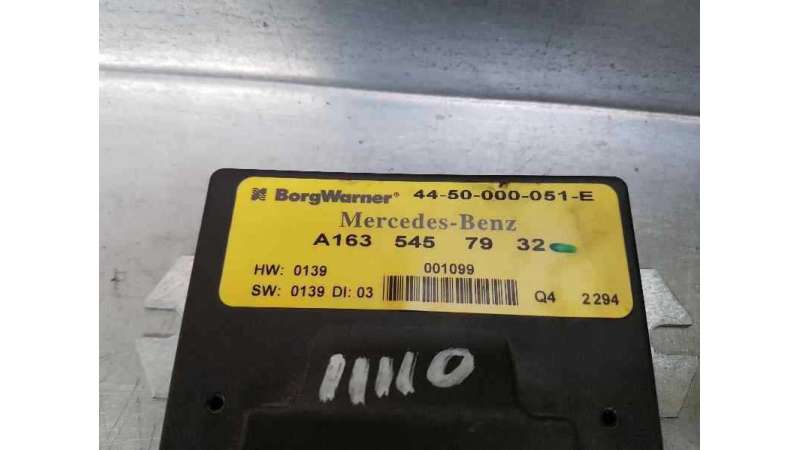 BorgWarner® 44-50-000-051-E
Mercedes-Benz
A163 545 79 32
HW: 0139 001099
SW: 0139 DI: 03 Q4 2294
11110